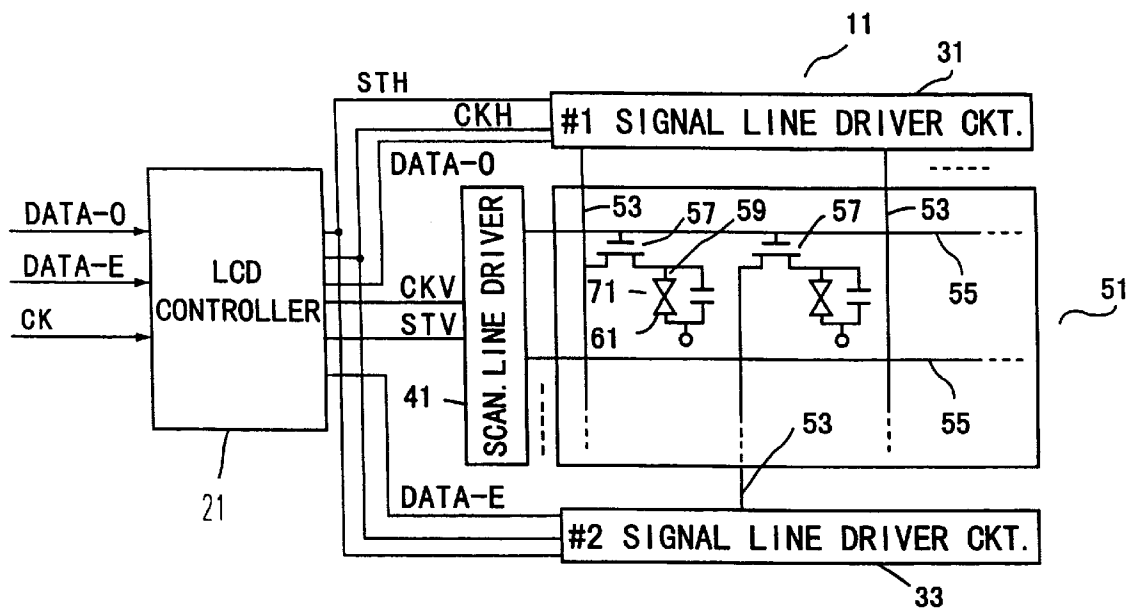 11
31
STH
CKH
#1 SIGNAL LINE DRIVER CKT.
DATA-O
DATA-O
DATA-E
CK
LCD
CONTROLLER
21
CKV
STV
SCAN. LINE DRIVER
41
53
57
59
57
53
71
61
55
51
55
53
DATA-E
#2 SIGNAL LINE DRIVER CKT.
33